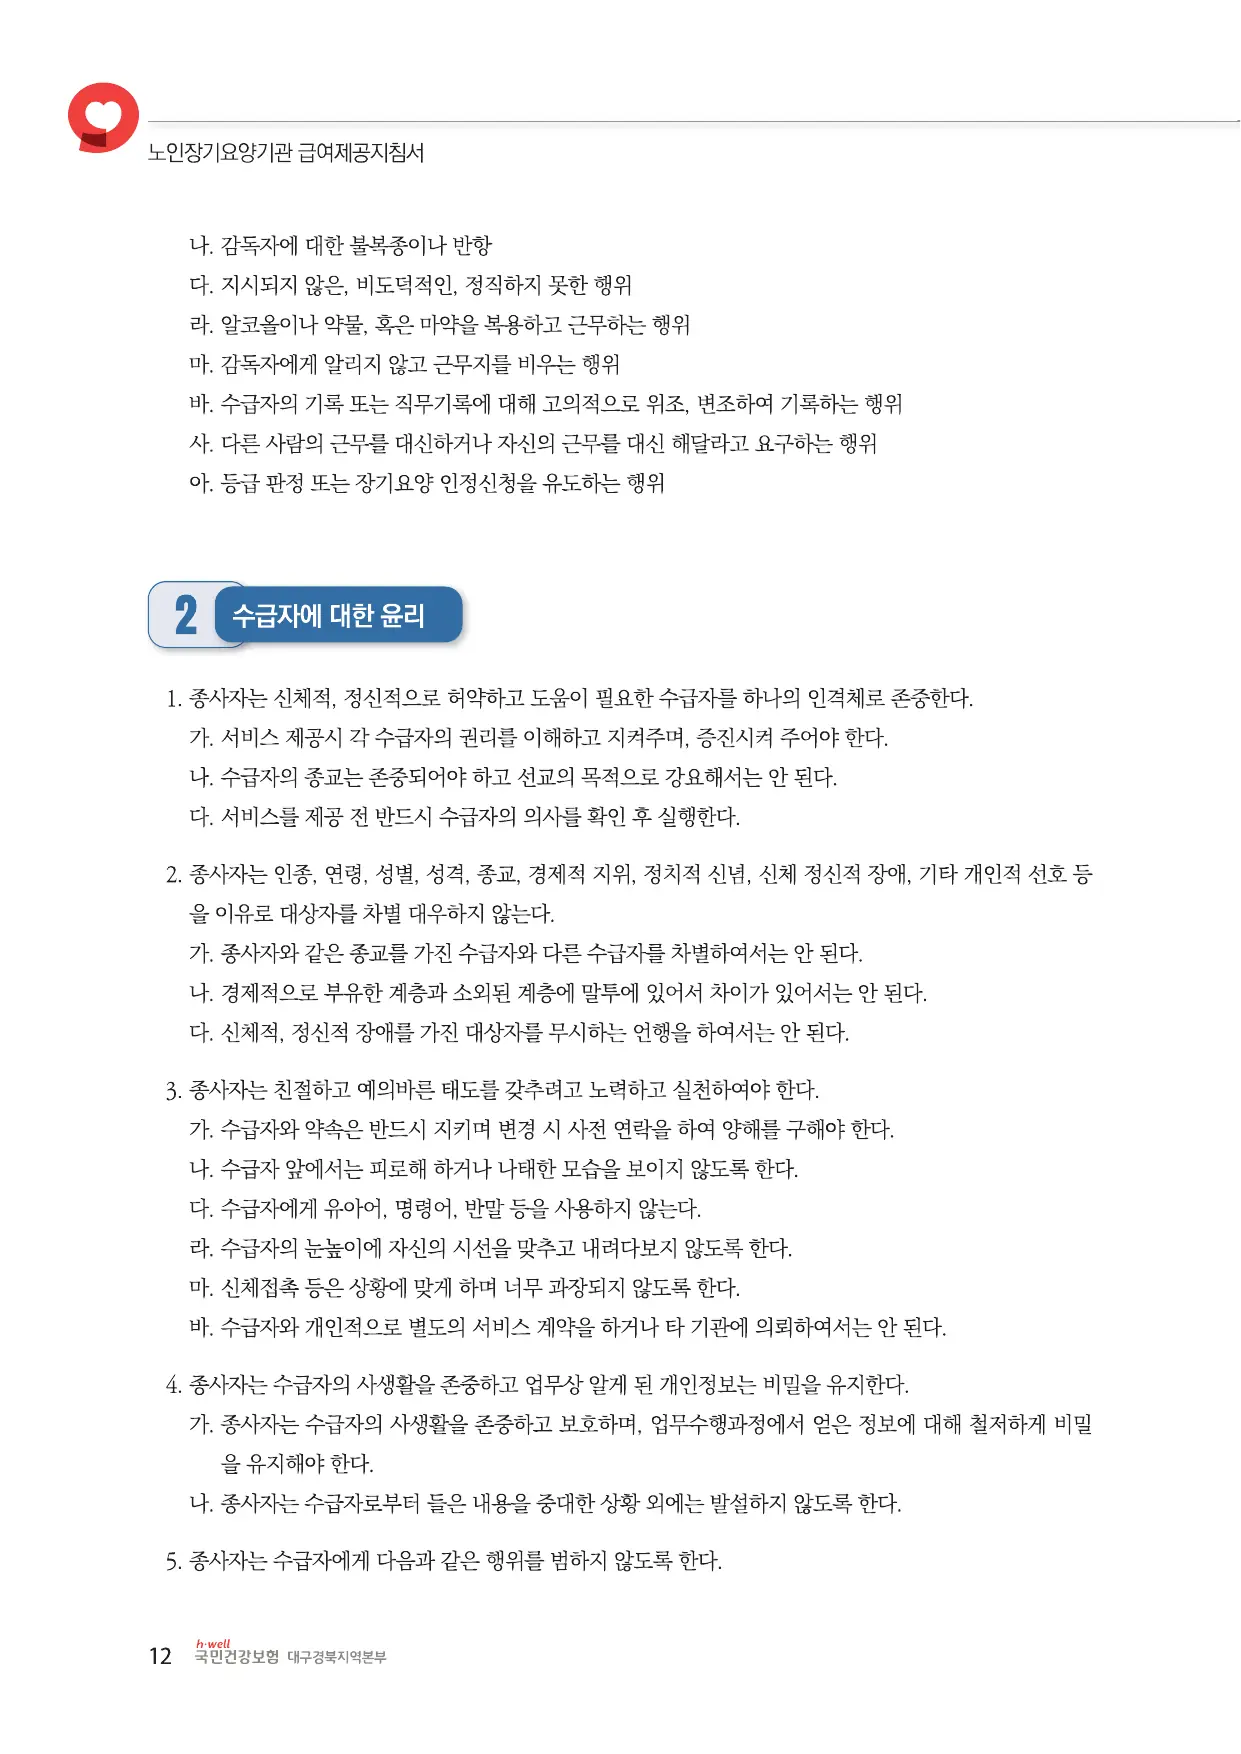 노인장기요양기관 급여제공지침서
나. 감독자에 대한 불복종이나 반항
다. 지시되지 않은, 비도덕적인, 정직하지 못한 행위
라. 알코올이나 약물, 혹은 마약을 복용하고 근무하는 행위
마. 감독자에게 알리지 않고 근무지를 비우는 행위
바. 수급자의 기록 또는 직무기록에 대해 고의적으로 위조, 변조하여 기록하는 행위
사. 다른 사람의 근무를 대신하거나 자신의 근무를 대신 해달라고 요구하는 행위
아. 등급 판정 또는 장기요양 인정신청을 유도하는 행위
2 수급자에 대한 윤리
1. 종사자는 신체적, 정신적으로 허약하고 도움이 필요한 수급자를 하나의 인격체로 존중한다.
가. 서비스 제공시 각 수급자의 권리를 이해하고 지켜주며, 증진시켜 주어야 한다.
나. 수급자의 종교는 존중되어야 하고 선교의 목적으로 강요해서는 안 된다.
다. 서비스를 제공 전 반드시 수급자의 의사를 확인 후 실행한다.
2. 종사자는 인종, 연령, 성별, 성격, 종교, 경제적 지위, 정치적 신념, 신체 정신적 장애, 기타 개인적 선호 등
을 이유로 대상자를 차별 대우하지 않는다.
가. 종사자와 같은 종교를 가진 수급자와 다른 수급자를 차별하여서는 안 된다.
나. 경제적으로 부유한 계층과 소외된 계층에 말투에 있어서 차이가 있어서는 안 된다.
다. 신체적, 정신적 장애를 가진 대상자를 무시하는 언행을 하여서는 안 된다.
3. 종사자는 친절하고 예의바른 태도를 갖추려고 노력하고 실천하여야 한다.
가. 수급자와 약속은 반드시 지키며 변경 시 사전 연락을 하여 양해를 구해야 한다.
나. 수급자 앞에서는 피로해 하거나 나태한 모습을 보이지 않도록 한다.
다. 수급자에게 유아어, 명령어, 반말 등을 사용하지 않는다.
라. 수급자의 눈높이에 자신의 시선을 맞추고 내려다보지 않도록 한다.
마. 신체접촉 등은 상황에 맞게 하며 너무 과장되지 않도록 한다.
바. 수급자와 개인적으로 별도의 서비스 계약을 하거나 타 기관에 의뢰하여서는 안 된다.
4. 종사자는 수급자의 사생활을 존중하고 업무상 알게 된 개인정보는 비밀을 유지한다.
가. 종사자는 수급자의 사생활을 존중하고 보호하며, 업무수행과정에서 얻은 정보에 대해 철저하게 비밀
을 유지해야 한다.
나. 종사자는 수급자로부터 들은 내용을 중대한 상황 외에는 발설하지 않도록 한다.
5. 종사자는 수급자에게 다음과 같은 행위를 범하지 않도록 한다.
h·well
12 국민건강보험 대구경북지역본부